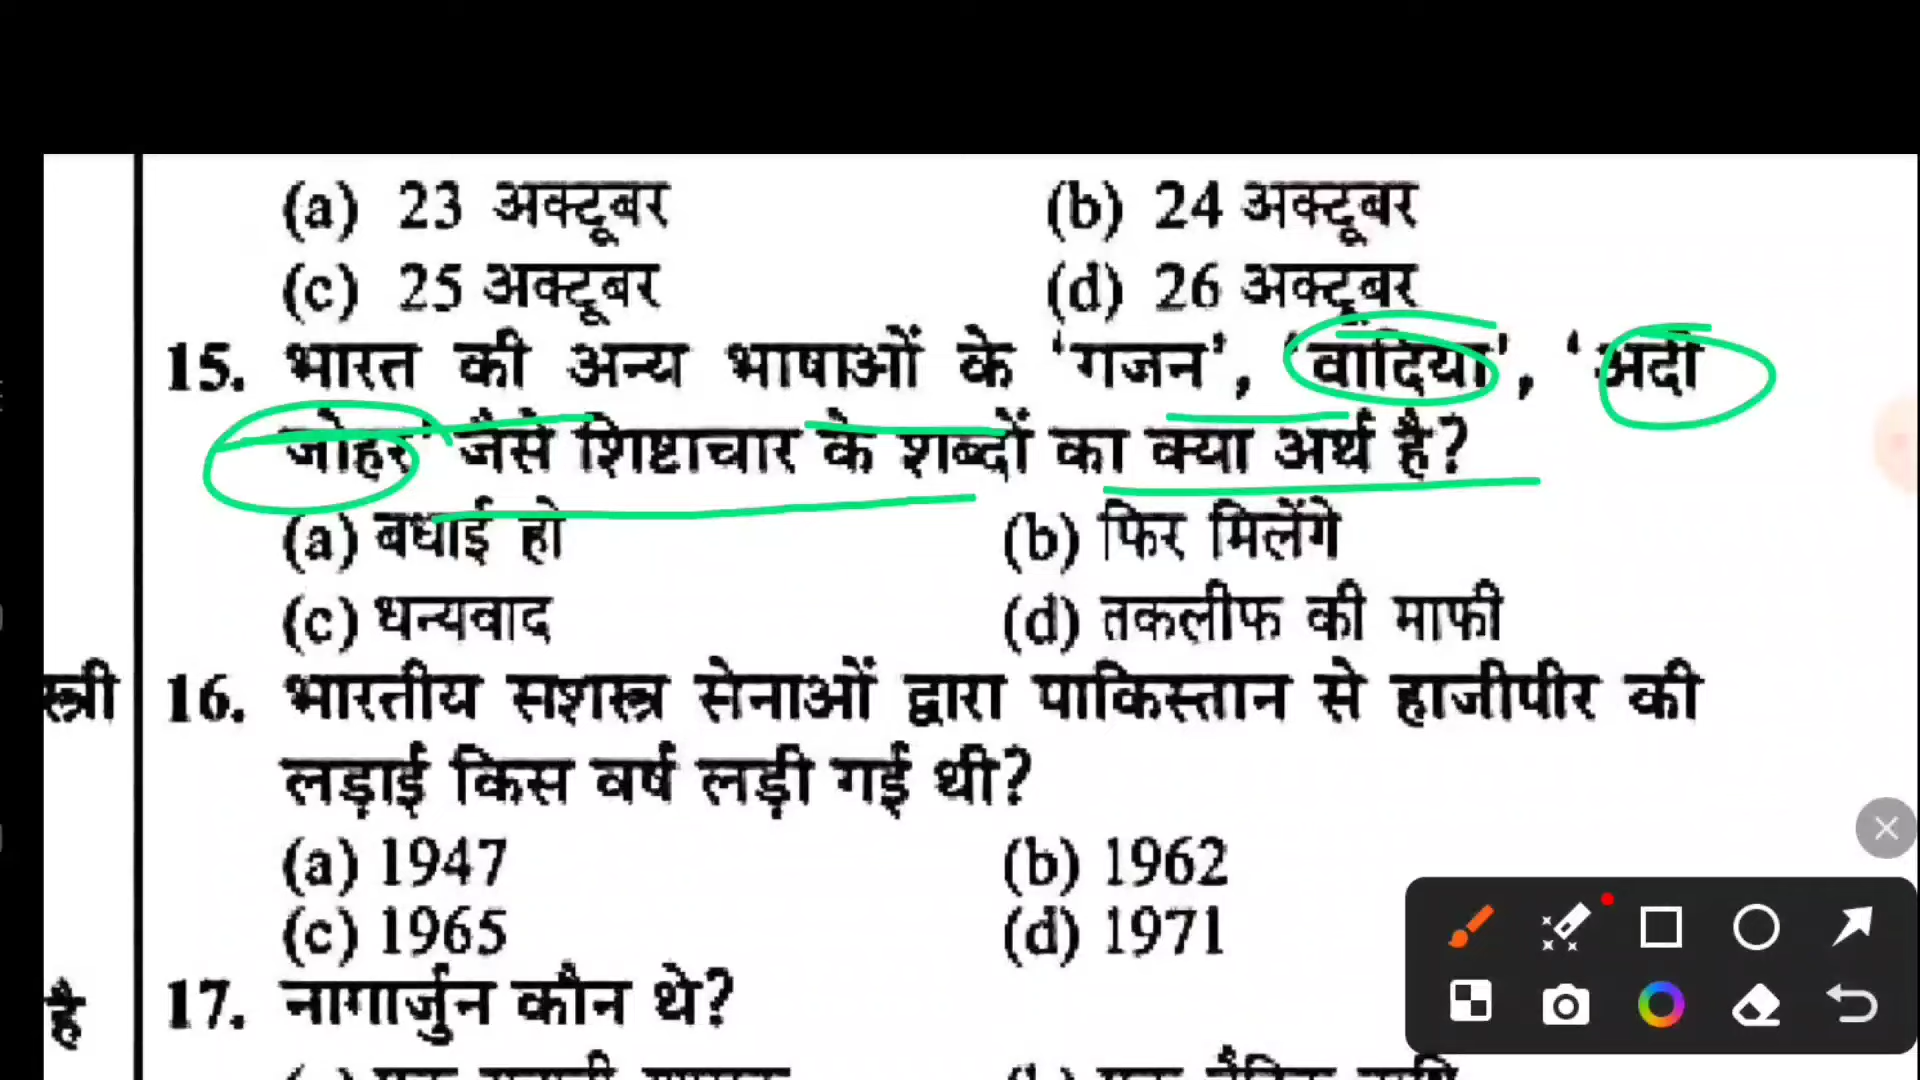 (a) 23 अक्टूबर (b) 24 अक्टूबर
(c) 25 अक्टूबर (d) 26 अक्टूबर
15. भारत की अन्य भाषाओं के 'गजन', 'वांदिया', 'अदी
जोहर' जैसे शिष्टाचार के शब्दों का क्या अर्थ है?
(a) बधाई हो (b) फिर मिलेंगे
(c) धन्यवाद (d) तकलीफ की माफी
स्त्री 16. भारतीय सशस्त्र सेनाओं द्वारा पाकिस्तान से हाजीपीर की
लड़ाई किस वर्ष लड़ी गई थी?
(a) 1947 (b) 1962
(c) 1965 (d) 1971
है 17. नागार्जुन कौन थे?